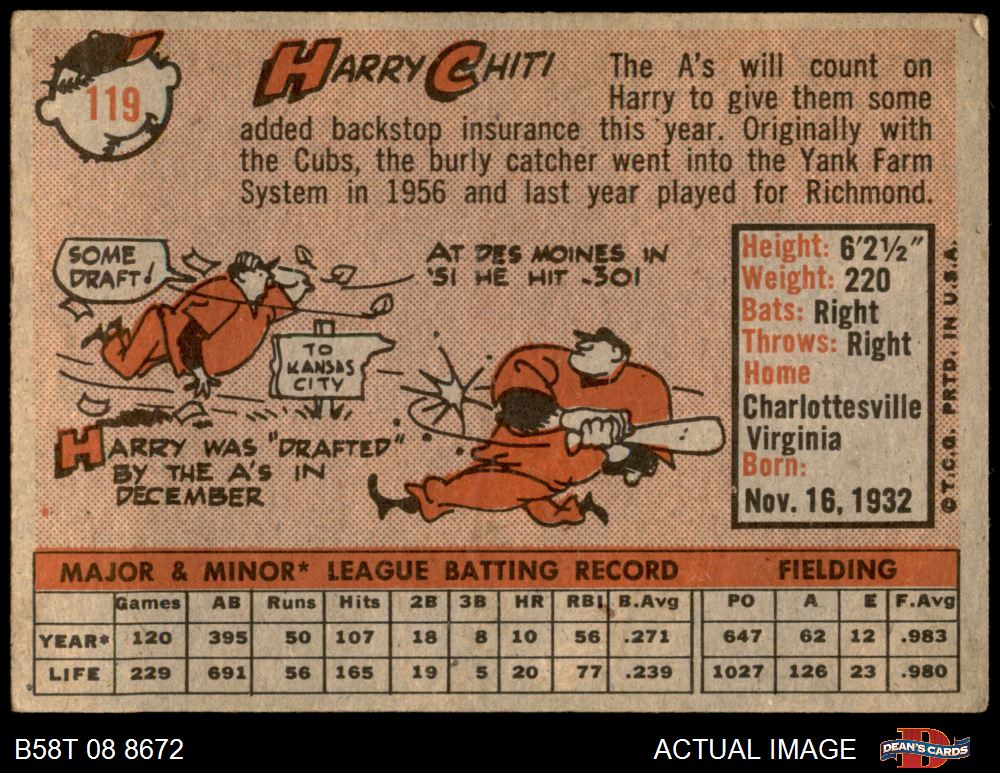 119
HARRY CHITI
The A's will count on
Harry to give them some
added backstop insurance this year. Originally with
the Cubs, the burly catcher went into the Yank Farm
System in 1956 and last year played for Richmond.
SOME
DRAFT!
AT DES MOINES IN
'51 HE HIT .301
TO
KANSAS
CITY
HARRY WAS "DRAFTED"
BY THE A'S IN
DECEMBER
Height: 6'2½"
Weight: 220
Bats: Right
Throws: Right
Home
Charlottesville
Virginia
Born:
Nov. 16, 1932
© T.C.G. PRTD. IN U.S.A.
MAJOR & MINOR* LEAGUE BATTING RECORD FIELDING
Games AB Runs Hits 2B 3B HR RBI B.Avg PO A E F.Avg
YEAR* 120 395 50 107 18 8 10 56 .271 647 62 12 .983
LIFE 229 691 56 165 19 5 20 77 .239 1027 126 23 .980
B58T 08 8672
ACTUAL IMAGE
DEAN'S CARDS